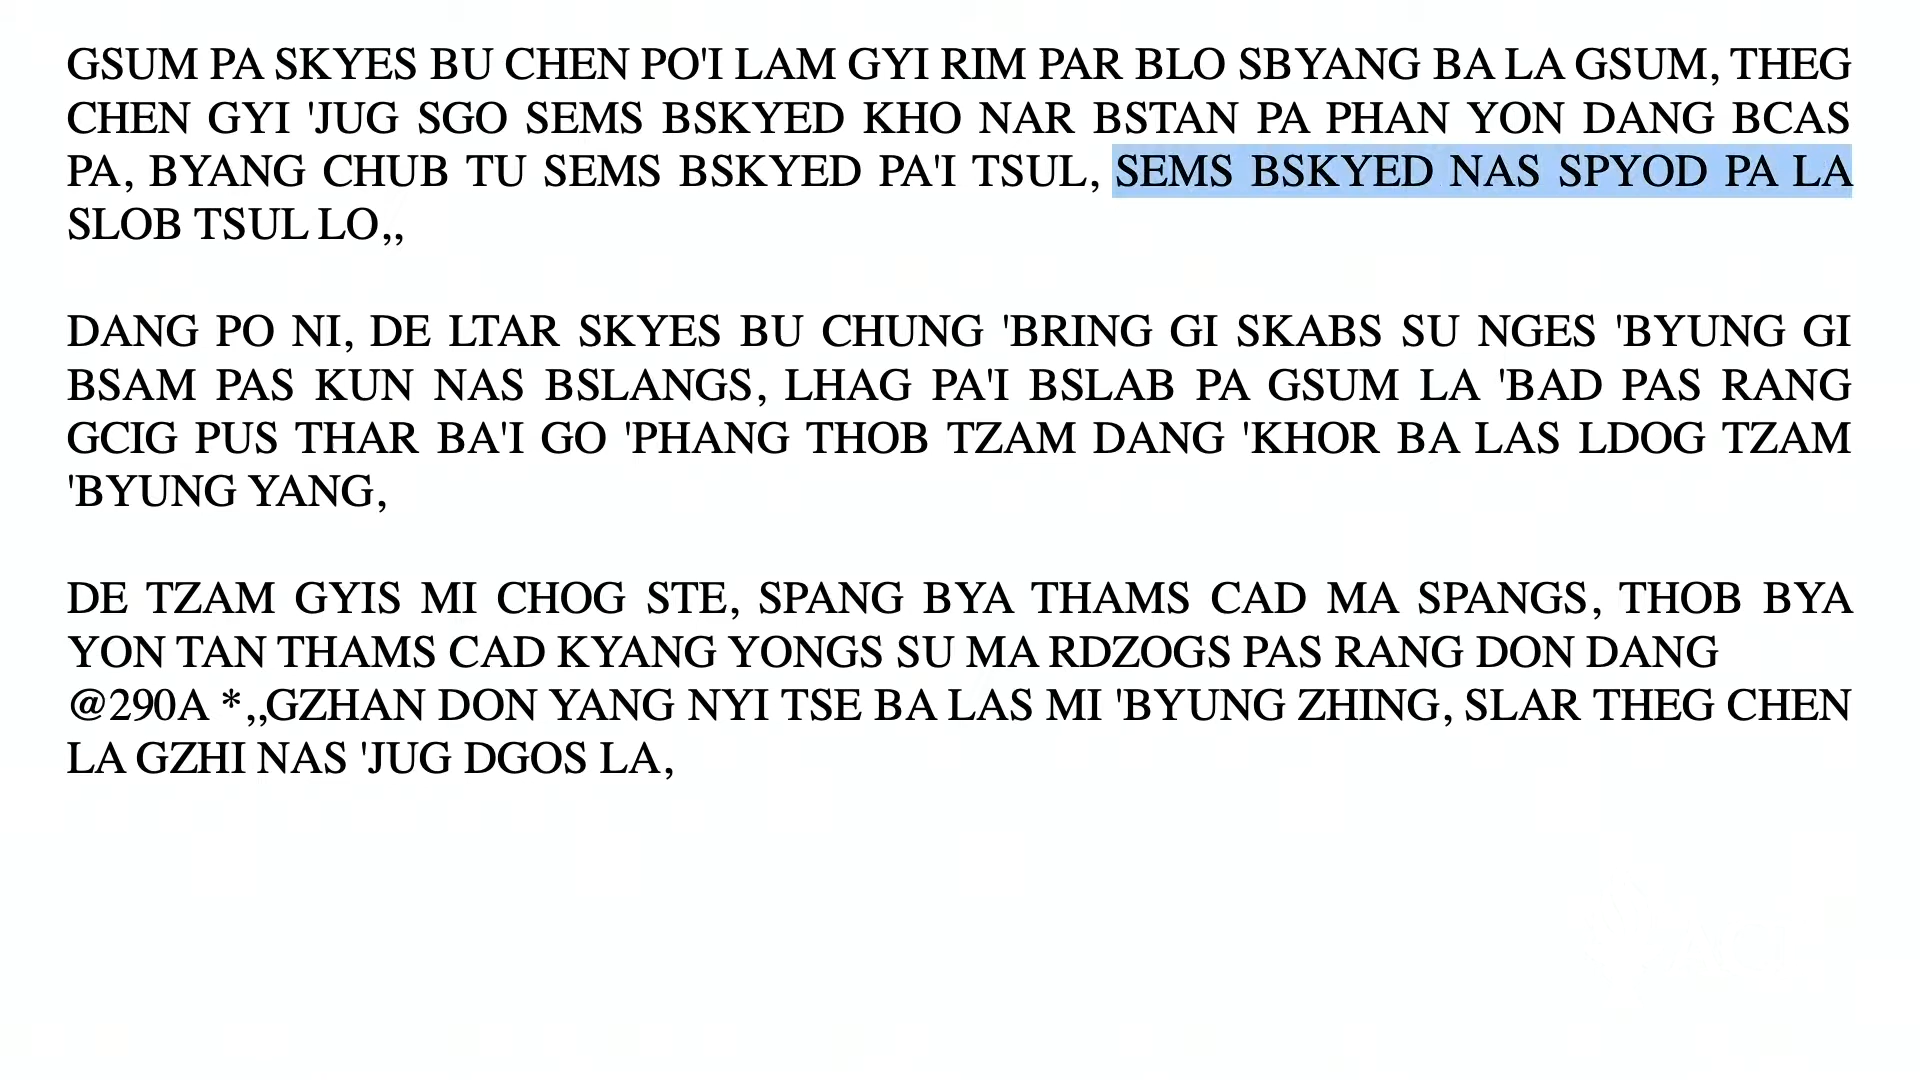 GSUM PA SKYES BU CHEN PO'I LAM GYI RIM PAR BLO SBYANG BA LA GSUM, THEG
CHEN GYI 'JUG SGO SEMS BSKYED KHO NAR BSTAN PA PHAN YON DANG BCAS
PA, BYANG CHUB TU SEMS BSKYED PA'I TSUL, SEMS BSKYED NAS SPYOD PA LA
SLOB TSUL LO,,
DANG PO NI, DE LTAR SKYES BU CHUNG 'BRING GI SKABS SU NGES 'BYUNG GI
BSAM PAS KUN NAS BSLANGS, LHAG PA'I BSLAB PA GSUM LA 'BAD PAS RANG
GCIG PUS THAR BA'I GO 'PHANG THOB TZAM DANG 'KHOR BA LAS LDOG TZAM
'BYUNG YANG,
DE TZAM GYIS MI CHOG STE, SPANG BYA THAMS CAD MA SPANGS, THOB BYA
YON TAN THAMS CAD KYANG YONGS SU MA RDZOGS PAS RANG DON DANG
@290A *,,GZHAN DON YANG NYI TSE BA LAS MI 'BYUNG ZHING, SLAR THEG CHEN
LA GZHI NAS 'JUG DGOS LA,